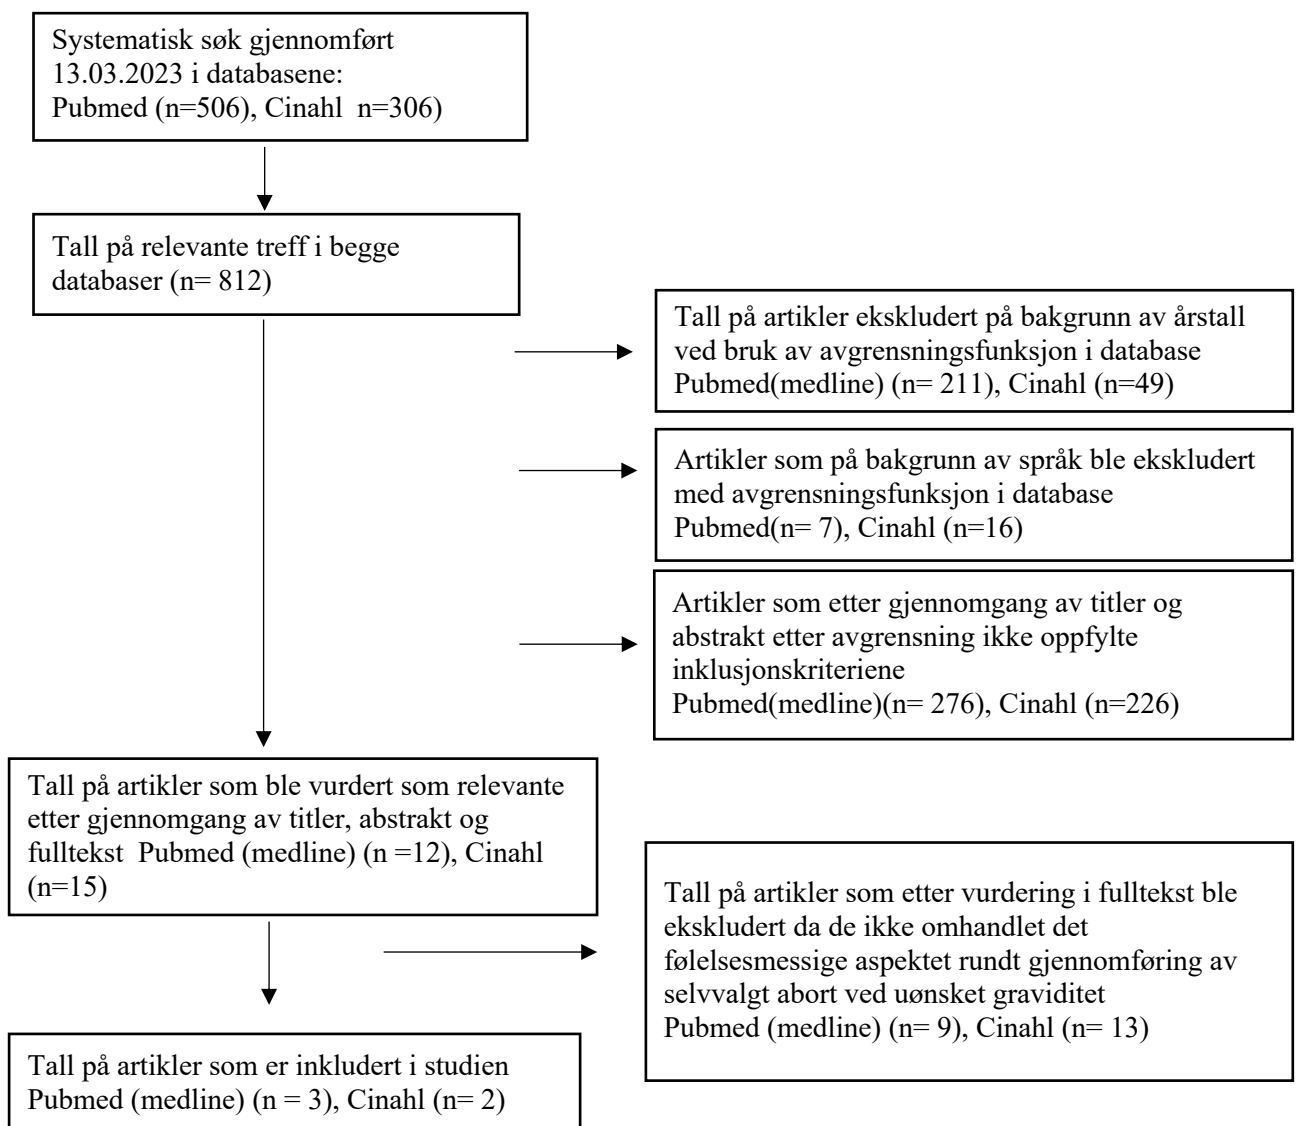 Systematisk søk gjennomført
13.03.2023 i databasene:
Pubmed (n=506), Cinahl  n=306)
Tall på relevante treff i begge
databaser (n= 812)
Tall på artikler ekskludert på bakgrunn av årstall
ved bruk av avgrensningsfunksjon i database
Pubmed(medline) (n= 211), Cinahl (n=49)
Artikler som på bakgrunn av språk ble ekskludert
med avgrensningsfunksjon i database
Pubmed(n= 7), Cinahl (n=16)
Artikler som etter gjennomgang av titler og
abstrakt etter avgrensning ikke oppfylte
inklusjonskriteriene
Pubmed(medline)(n= 276), Cinahl (n=226)
Tall på artikler som ble vurdert som relevante
etter gjennomgang av titler, abstrakt og
fulltekst  Pubmed (medline) (n =12), Cinahl
(n=15)
Tall på artikler som etter vurdering i fulltekst ble
ekskludert da de ikke omhandlet det
følelsesmessige aspektet rundt gjennomføring av
selvvalgt abort ved uønsket graviditet
Pubmed (medline) (n= 9), Cinahl (n= 13)
Tall på artikler som er inkludert i studien
Pubmed (medline) (n = 3), Cinahl (n= 2)